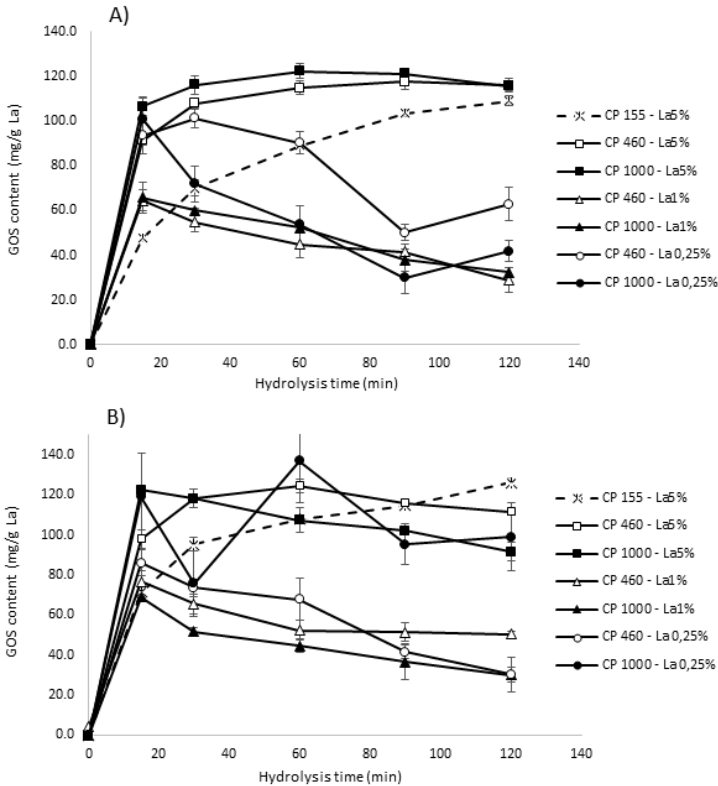 A)
GOS content (mg/g La)
140.0
120.0
100.0
80.0
60.0
40.0
20.0
0.0
0 20 40 60 80 100 120 140
Hydrolysis time (min)
CP 155 - La5%
CP 460 - La5%
CP 1000 - La5%
CP 460 - La1%
CP 1000 - La1%
CP 460 - La 0,25%
CP 1000 - La 0,25%
B)
GOS content (mg/g La)
140.0
120.0
100.0
80.0
60.0
40.0
20.0
0.0
0 20 40 60 80 100 120 140
Hydrolysis time (min)
CP 155 - La5%
CP 460 - La5%
CP 1000 - La5%
CP 460 - La1%
CP 1000 - La1%
CP 460 - La 0,25%
CP 1000 - La 0,25%